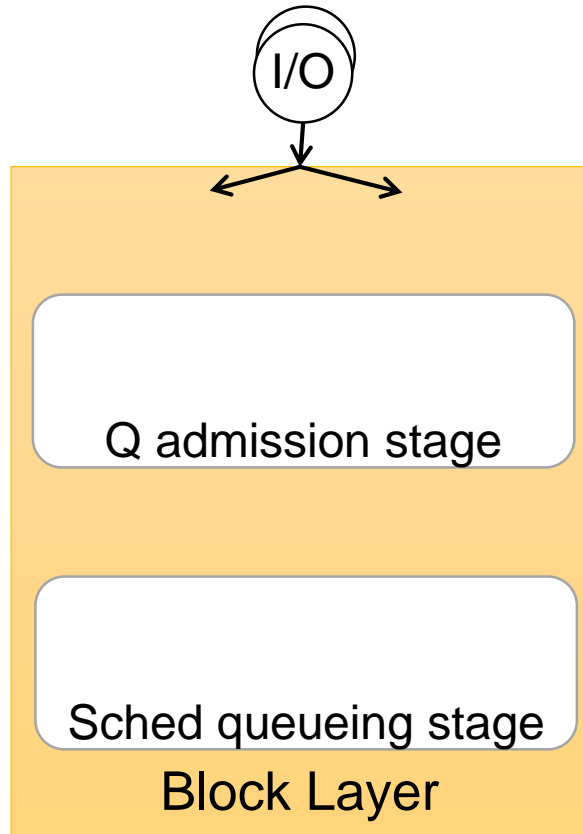 I/O
Q admission stage
Sched queueing stage
Block Layer